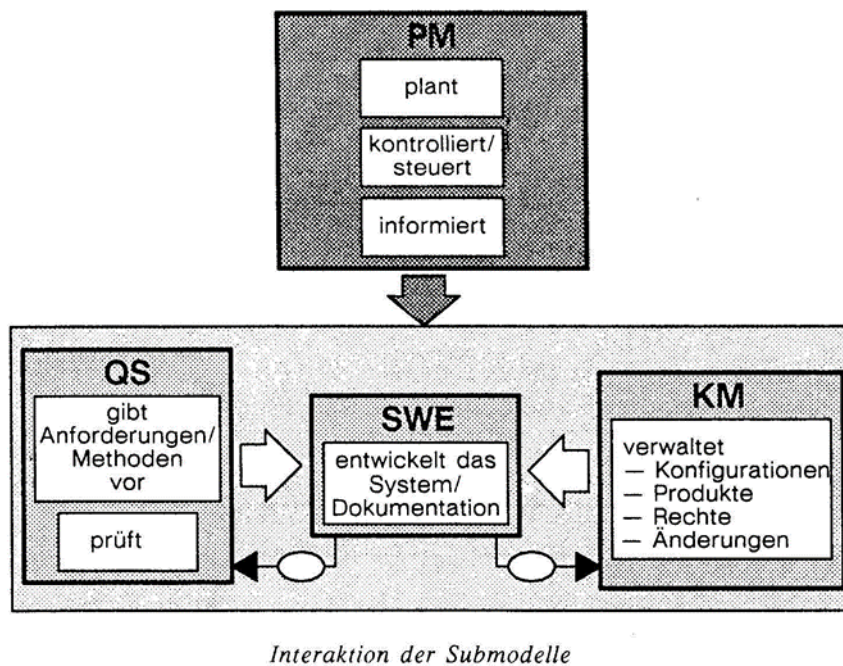 PM
plant
kontrolliert/
steuert
informiert
QS
gibt
Anforderungen/
Methoden
vor
prüft
SWE
entwickelt das
System/
Dokumentation
KM
verwaltet
— Konfigurationen
— Produkte
— Rechte
— Änderungen
Interaktion der Submodelle